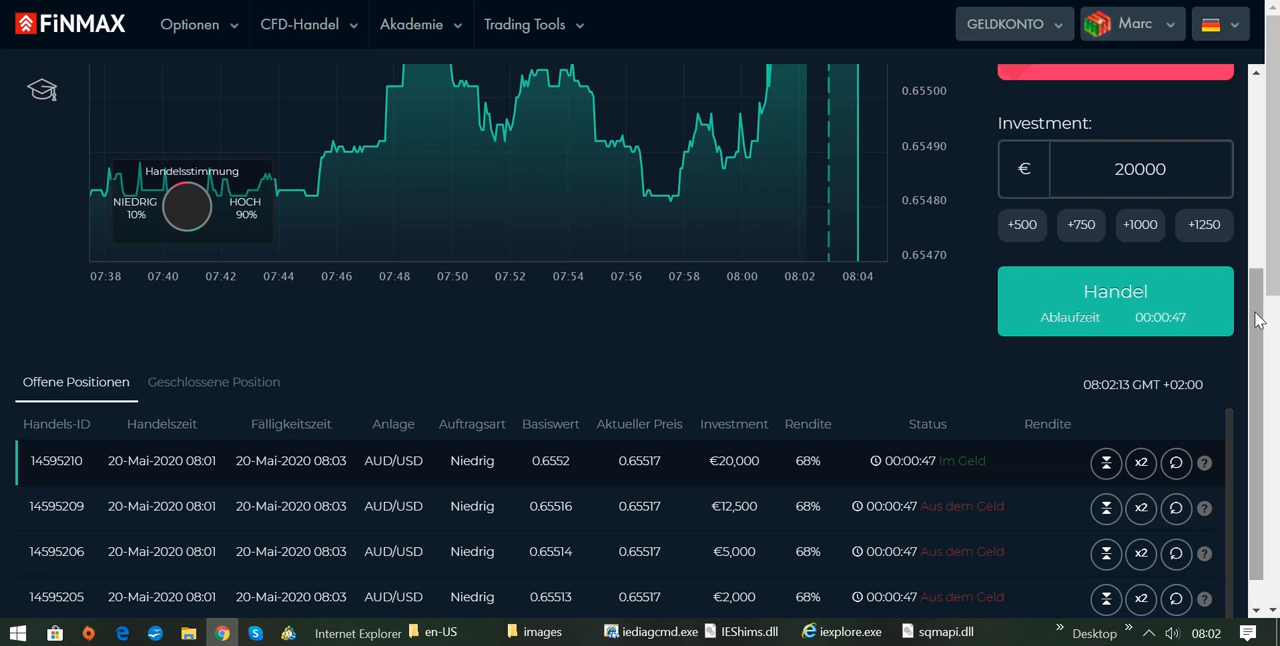 FiNMAX Optionen CFD-Handel Akademie Trading Tools GELDKONTO Marc
0.65500
Investment:
0.65490
€ 20000
Handelsstimmung
NIEDRIG HOCH
10% 90%
0.65480
+500 +750 +1000 +1250
0.65470
07:38 07:40 07:42 07:44 07:46 07:48 07:50 07:52 07:54 07:56 07:58 08:00 08:02 08:04
Handel
Ablaufzeit 00:00:47
Offene Positionen Geschlossene Position 08:02:13 GMT +02:00
Handels-ID Handelszeit Fälligkeitszeit Anlage Auftragsart Basiswert Aktueller Preis Investment Rendite Status Rendite
14595210 20-Mai-2020 08:01 20-Mai-2020 08:03 AUD/USD Niedrig 0.6552 0.65517 €20,000 68% 00:00:47 Im Geld x2 ?
14595209 20-Mai-2020 08:01 20-Mai-2020 08:03 AUD/USD Niedrig 0.65516 0.65517 €12,500 68% 00:00:47 Aus dem Geld x2 ?
14595206 20-Mai-2020 08:01 20-Mai-2020 08:03 AUD/USD Niedrig 0.65514 0.65517 €5,000 68% 00:00:47 Aus dem Geld x2 ?
14595205 20-Mai-2020 08:01 20-Mai-2020 08:03 AUD/USD Niedrig 0.65513 0.65517 €2,000 68% 00:00:47 Aus dem Geld x2 ?
Internet Explorer » en-US images iediagcmd.exe IEShims.dll iexplore.exe sqmapi.dll » Desktop » 08:02